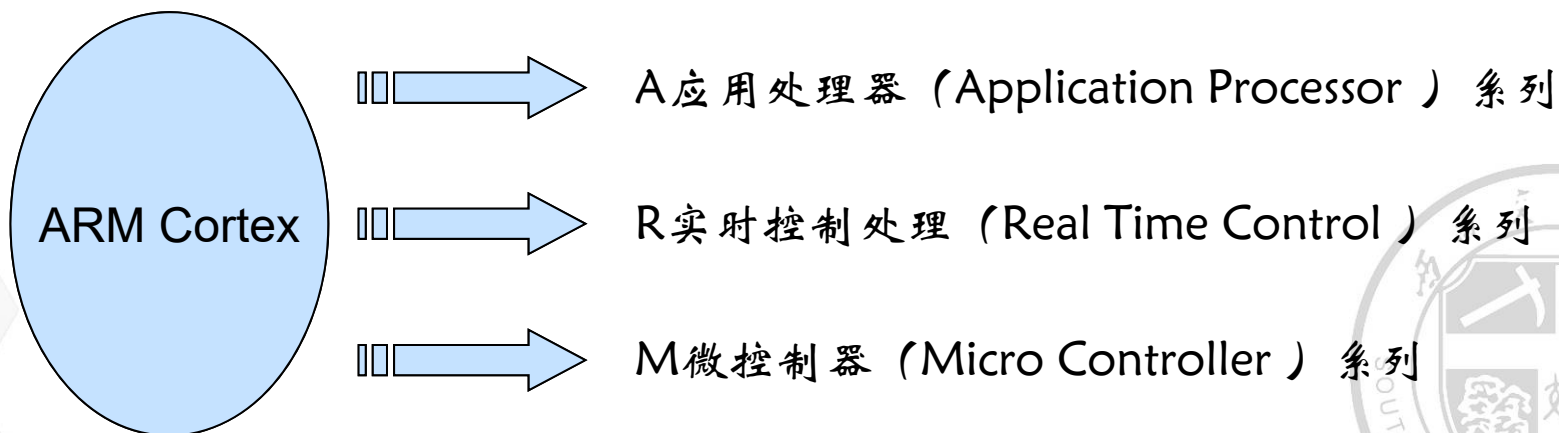 A应用处理器（Application Processor ）系列
ARM Cortex
R实时控制处理（Real Time Control ）系列
M微控制器（Micro Controller ）系列
SOUT